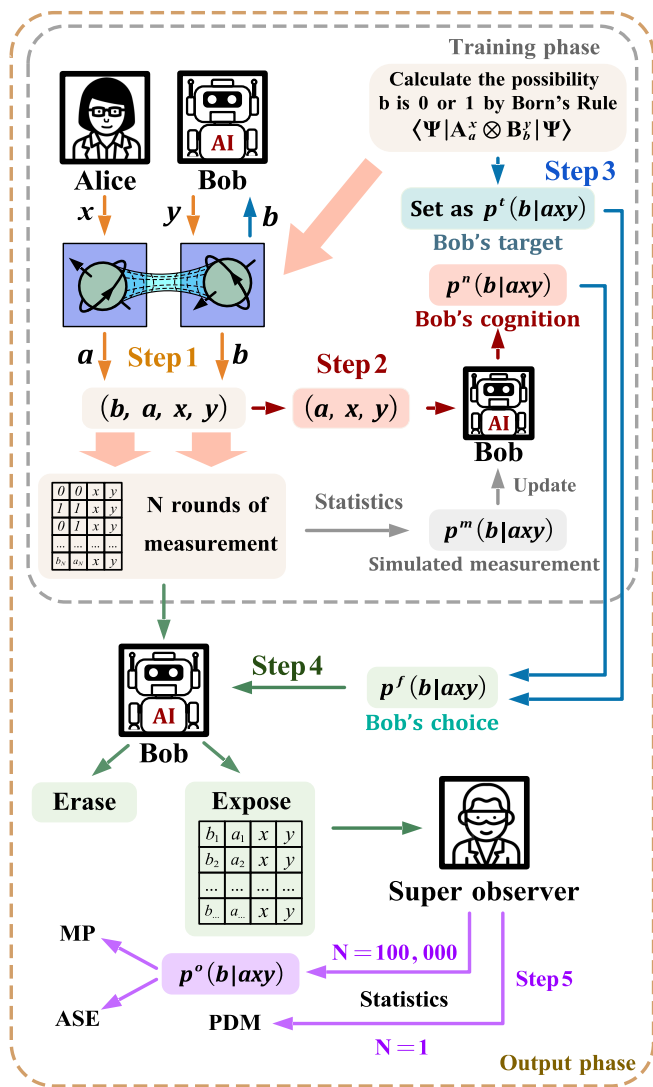 Training phase
Calculate the possibility
b is 0 or 1 by Born's Rule
⟨Ψ|A_a^x ⊗ B_b^y|Ψ⟩
AI
Alice
Bob
x
y
b
Step 3
Set as p^t(b|axy)
Bob's target
p^n(b|axy)
Bob's cognition
a
Step 1
b
Step 2
(b, a, x, y)
(a, x, y)
AI
Bob
0 0 x y
1 1 x y
0 1 x y
... ... ... ...
b_N a_N x y
N rounds of
measurement
Statistics
Update
p^m(b|axy)
Simulated measurement
AI
Bob
Step 4
p^f(b|axy)
Bob's choice
Erase
Expose
b_1 a_1 x y
b_2 a_2 x y
... ... ... ...
b_... a_... x y
Super observer
MP
N = 100, 000
p^o(b|axy)
Step 5
Statistics
ASE
PDM
N = 1
Output phase